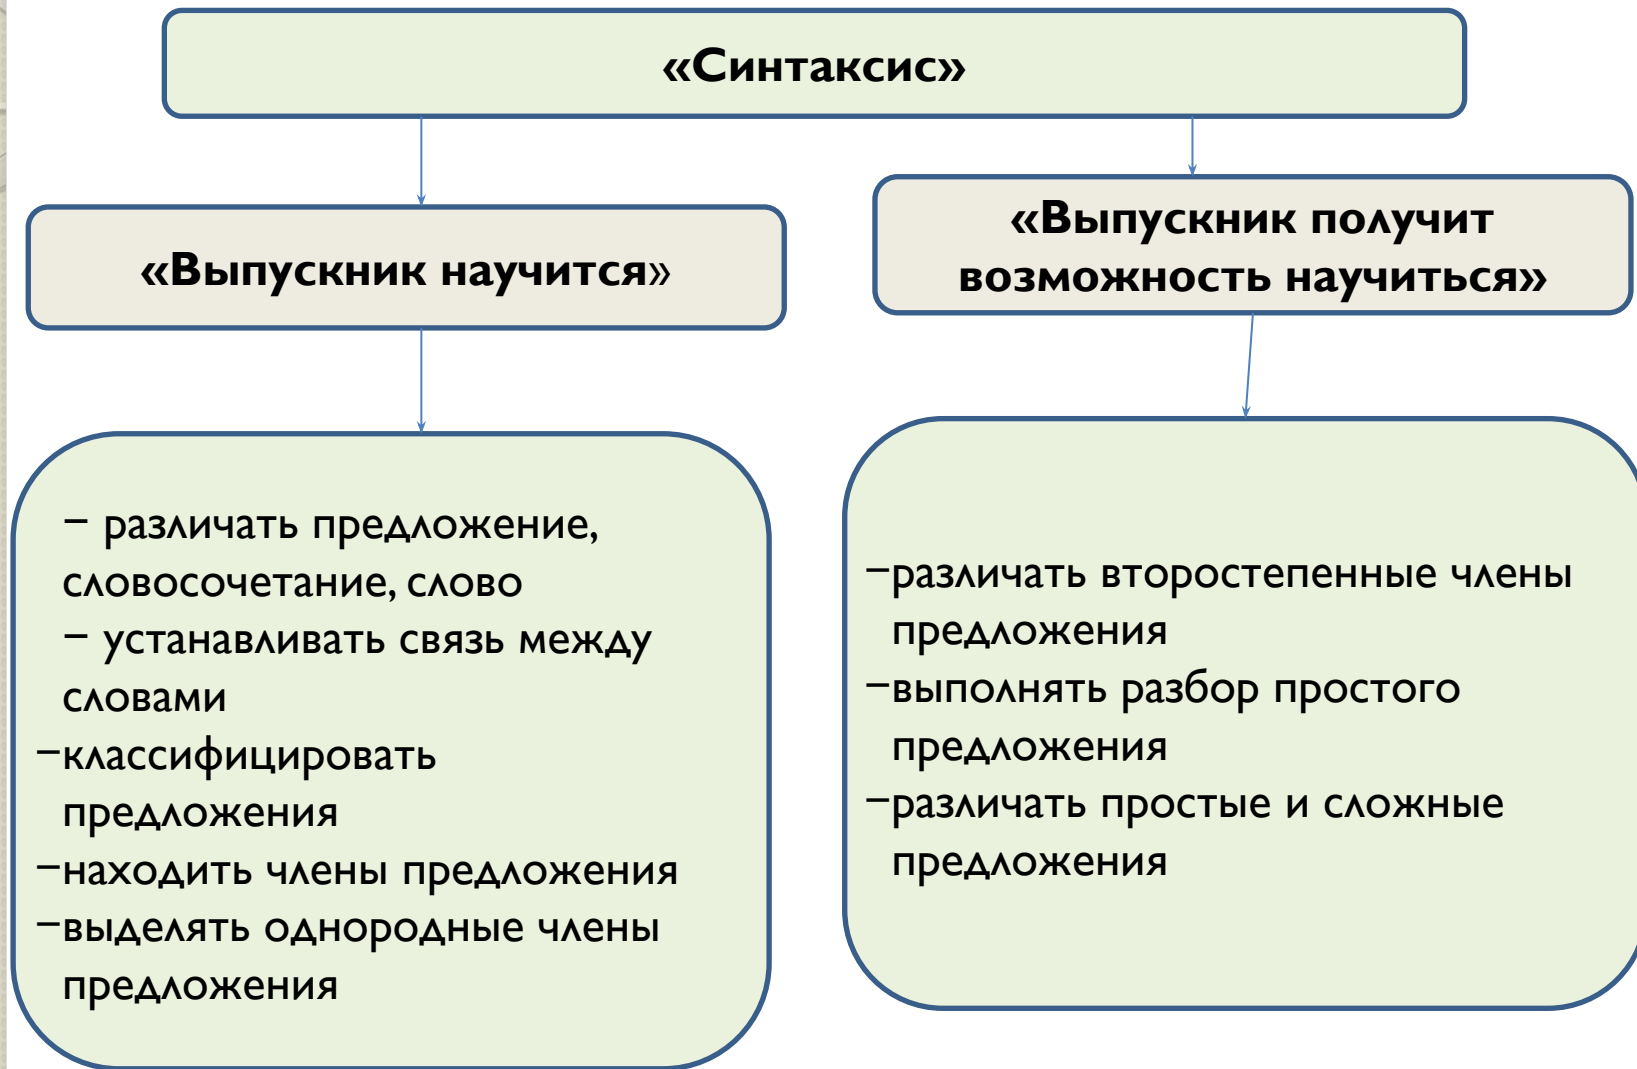 «Синтаксис»
«Выпускник научится»
«Выпускник получит
возможность научиться»
− различать предложение,
словосочетание, слово
− устанавливать связь между
словами
−классифицировать
предложения
−находить члены предложения
−выделять однородные члены
предложения
−различать второстепенные члены
предложения
−выполнять разбор простого
предложения
−различать простые и сложные
предложения